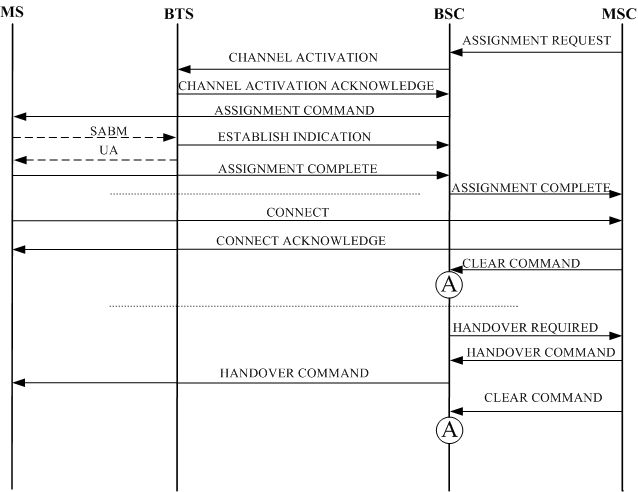 MS BTS BSC MSC
ASSIGNMENT REQUEST
CHANNEL ACTIVATION
CHANNEL ACTIVATION ACKNOWLEDGE
ASSIGNMENT COMMAND
SABM
ESTABLISH INDICATION
UA
ASSIGNMENT COMPLETE
ASSIGNMENT COMPLETE
CONNECT
CONNECT ACKNOWLEDGE
CLEAR COMMAND
A
HANDOVER REQUIRED
HANDOVER COMMAND
HANDOVER COMMAND
CLEAR COMMAND
A